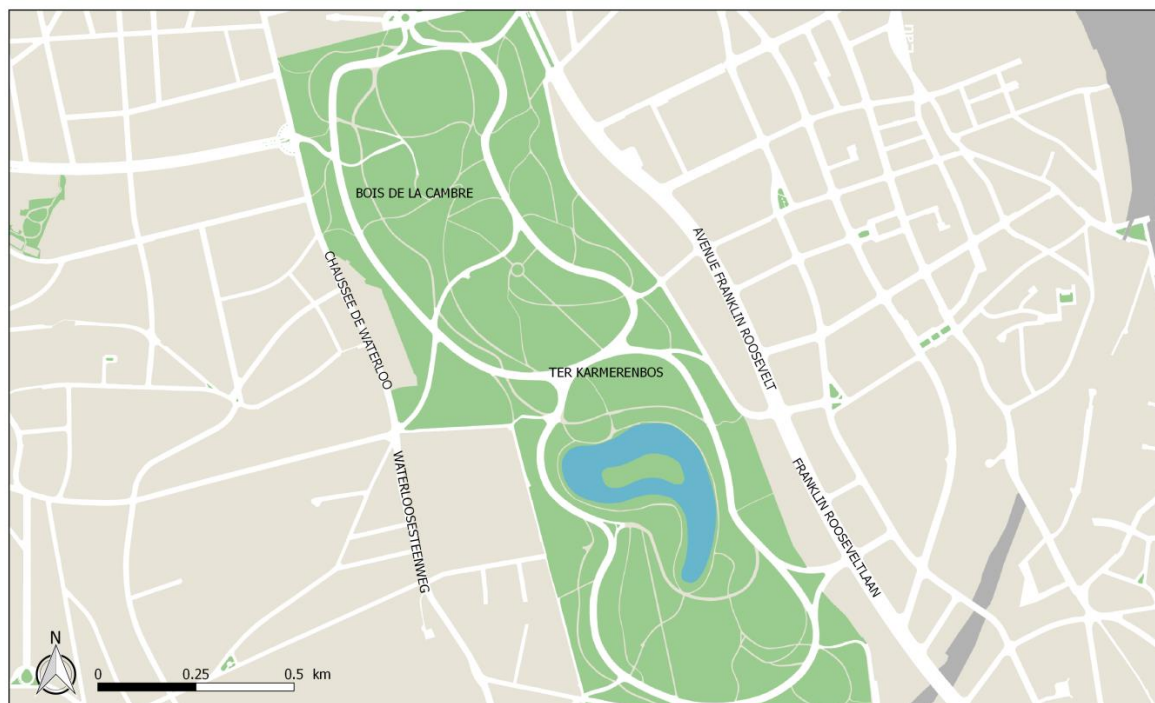 Eau
BOIS DE LA CAMBRE
AVENUE FRANKLIN ROOSEVELT
CHAUSSEE DE WATERLOO
TER KARMERENBOS
WATERLOOSESTEENWEG
FRANKLIN ROOSEVELTLAAN
N
0 0.25 0.5 km